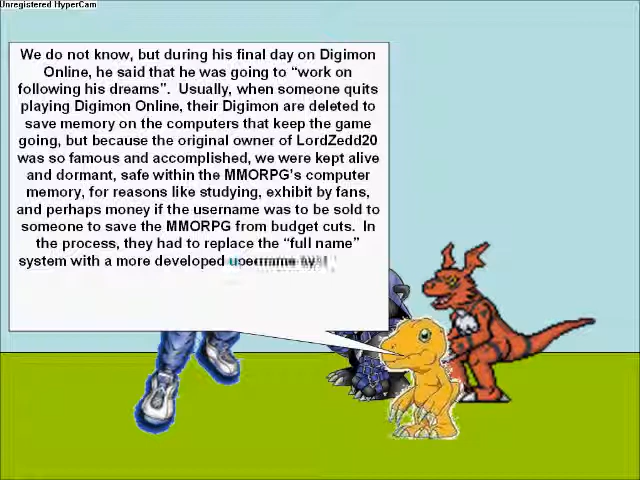 Unregistered HyperCam
We do not know, but during his final day on Digimon
Online, he said that he was going to “work on
following his dreams”.  Usually, when someone quits
playing Digimon Online, their Digimon are deleted to
save memory on the computers that keep the game
going, but because the original owner of LordZedd20
was so famous and accomplished, we were kept alive
and dormant, safe within the MMORPG’s computer
memory, for reasons like studying, exhibit by fans,
and perhaps money if the username was to be sold to
someone to save the MMORPG from budget cuts.  In
the process, they had to replace the “full name”
system with a more developed